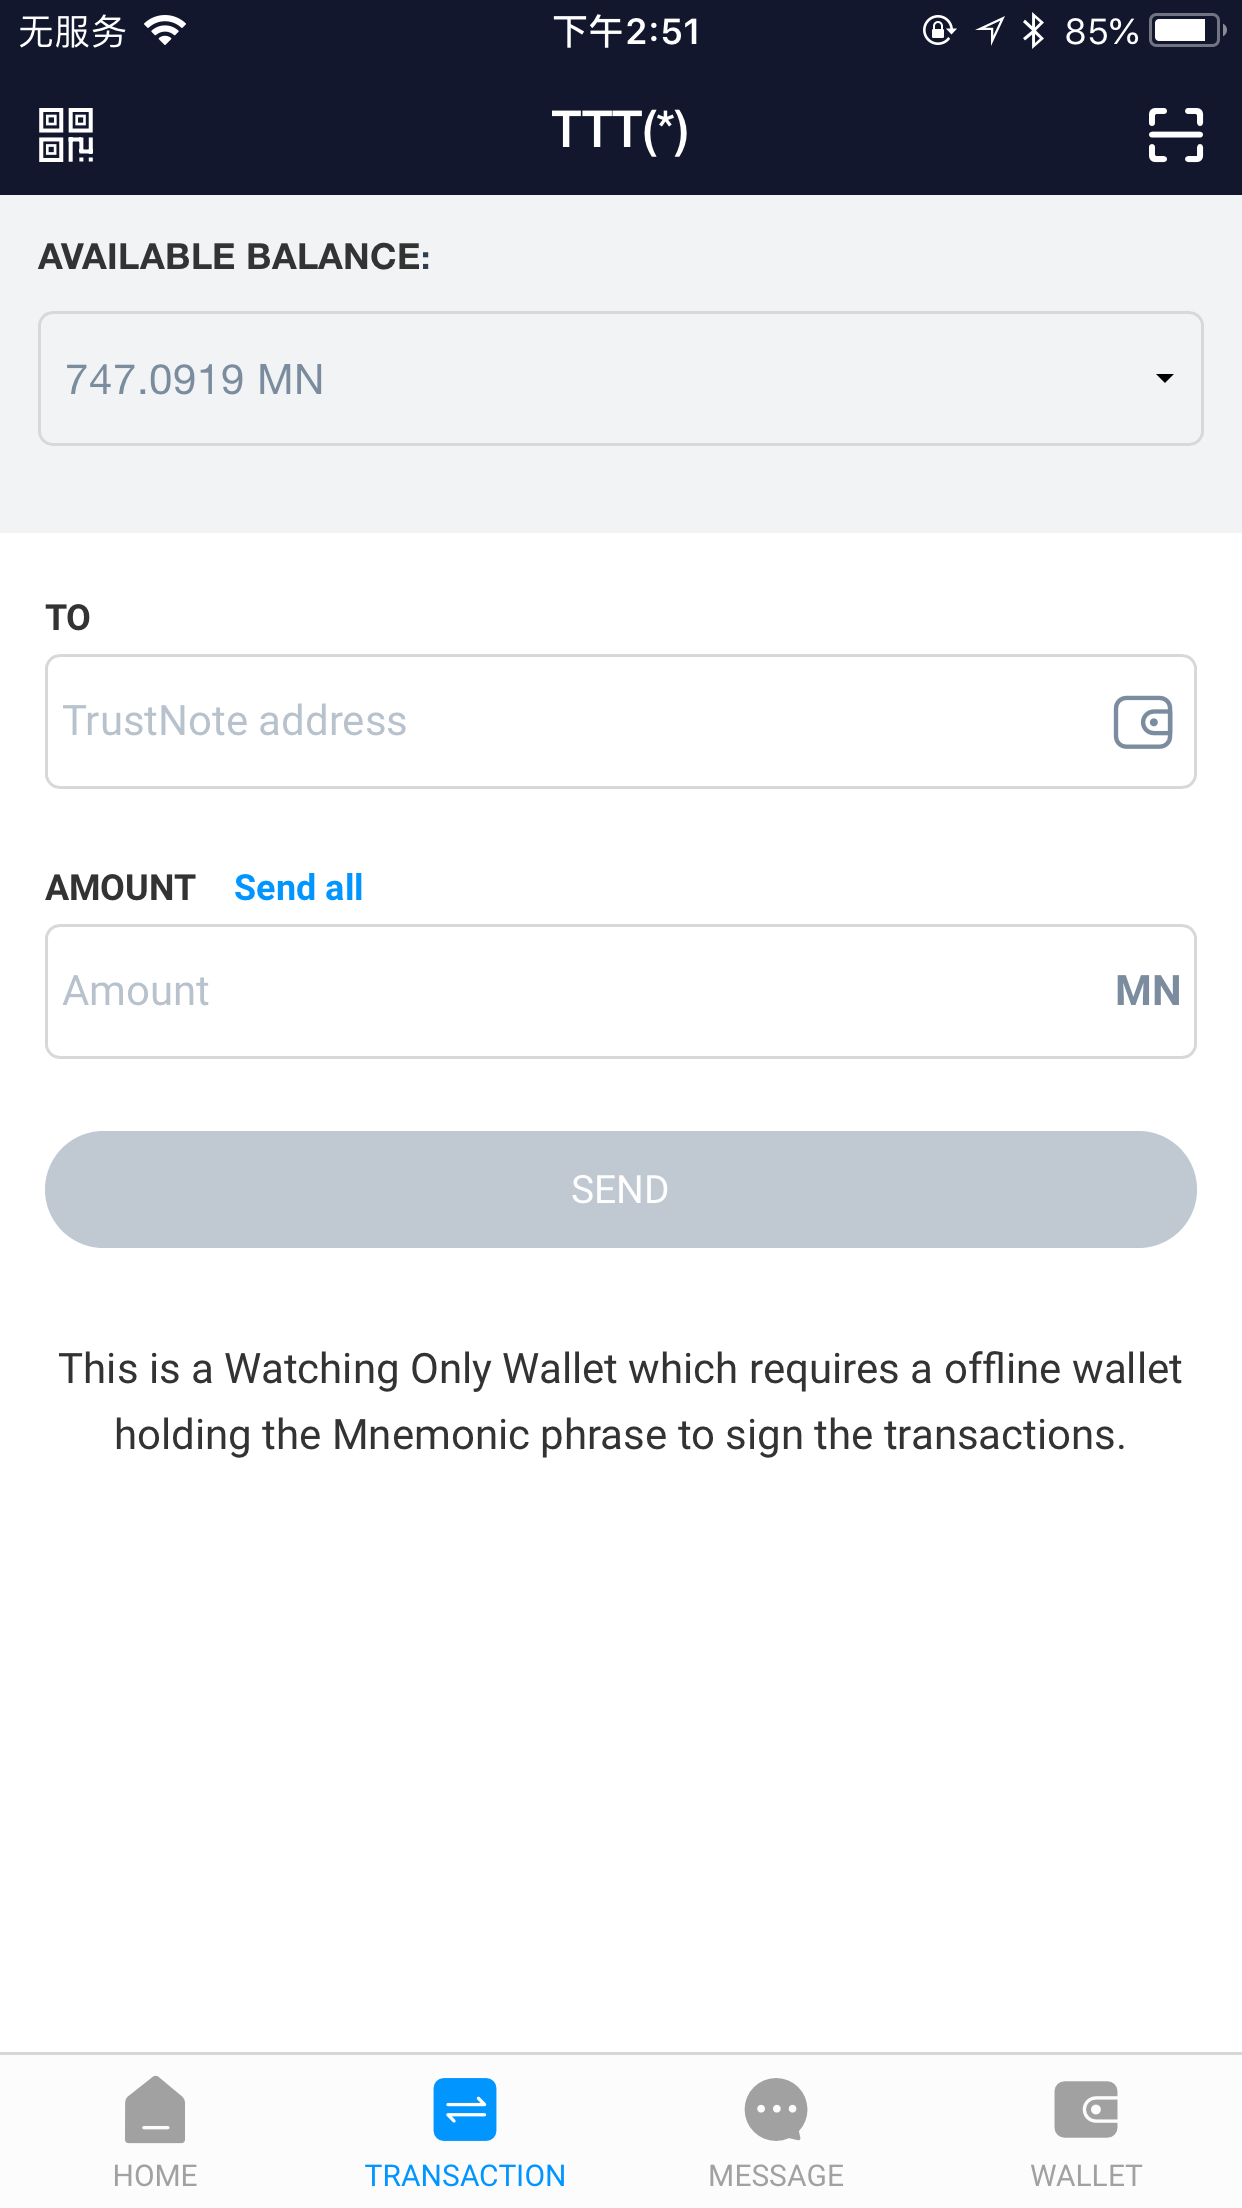 无服务 下午2:51 85%
TTT(*)
AVAILABLE BALANCE:
747.0919 MN
TO
TrustNote address
AMOUNT Send all
Amount MN
SEND
This is a Watching Only Wallet which requires a offline wallet
holding the Mnemonic phrase to sign the transactions.
HOME TRANSACTION MESSAGE WALLET